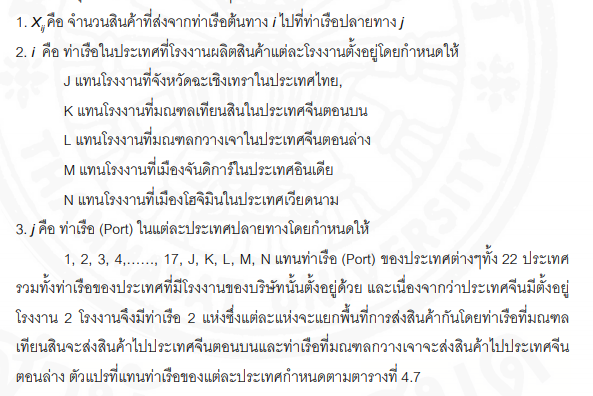 1. Xij คือ จำนวนสินค้าที่ส่งจากท่าเรือต้นทาง i ไปที่ท่าเรือปลายทาง j
2. i คือ ท่าเรือในประเทศที่โรงงานผลิตสินค้าแต่ละโรงงานตั้งอยู่โดยกำหนดให้
J แทนโรงงานที่จังหวัดฉะเชิงเทราในประเทศไทย,
K แทนโรงงานที่มณฑลเทียนสินในประเทศจีนตอนบน
L แทนโรงงานที่มณฑลกวางเจาในประเทศจีนตอนล่าง
M แทนโรงงานที่เมืองจันดิการ์ในประเทศอินเดีย
N แทนโรงงานที่เมืองโฮจิมินในประเทศเวียดนาม
3. j คือ ท่าเรือ (Port) ในแต่ละประเทศปลายทางโดยกำหนดให้
1, 2, 3, 4,……, 17, J, K, L, M, N แทนท่าเรือ (Port) ของประเทศต่างๆทั้ง 22 ประเทศ
รวมทั้งท่าเรือของประเทศที่มีโรงงานของบริษัทนั้นตั้งอยู่ด้วย และเนื่องจากว่าประเทศจีนมีตั้งอยู่
โรงงาน 2 โรงงานจึงมีท่าเรือ 2 แห่งซึ่งแต่ละแห่งจะแยกพื้นที่การส่งสินค้ากันโดยท่าเรือที่มณฑล
เทียนสินจะส่งสินค้าไปประเทศจีนตอนบนและท่าเรือที่มณฑลกวางเจาจะส่งสินค้าไปประเทศจีน
ตอนล่าง ตัวแปรที่แทนท่าเรือของแต่ละประเทศกำหนดตามตารางที่ 4.7